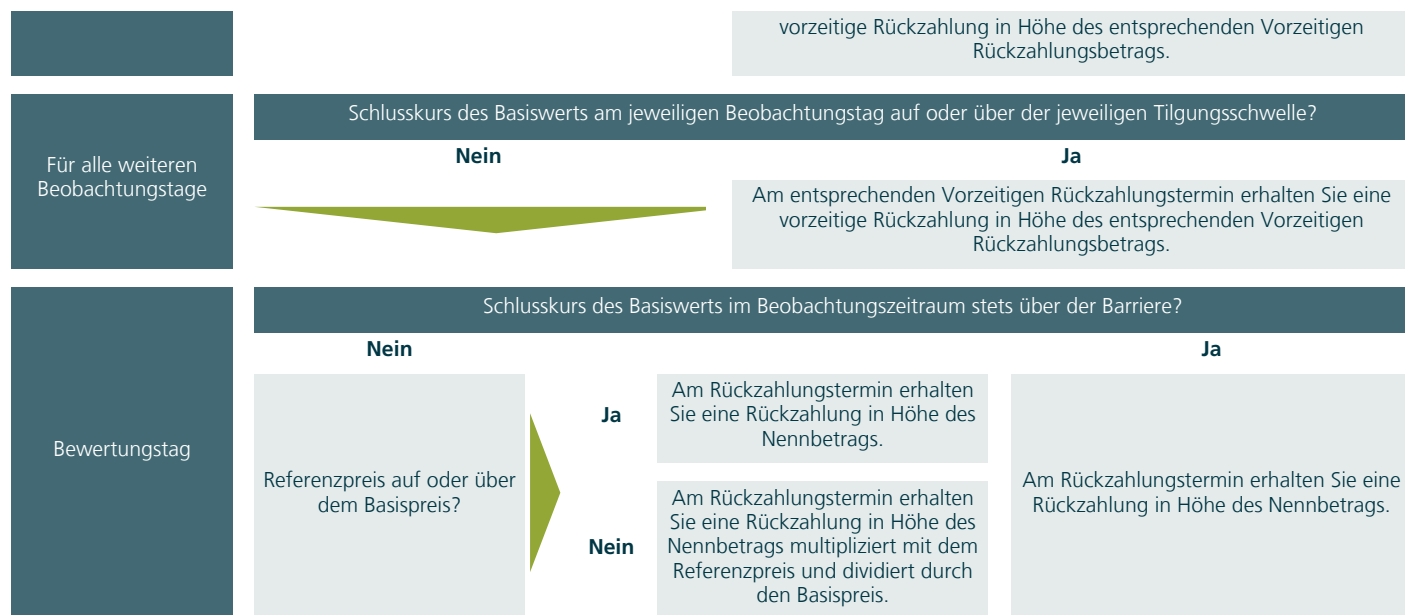 vorzeitige Rückzahlung in Höhe des entsprechenden Vorzeitigen
Rückzahlungsbetrags.
Schlusskurs des Basiswerts am jeweiligen Beobachtungstag auf oder über der jeweiligen Tilgungsschwelle?
Für alle weiteren
Beobachtungstage
Nein
Ja
Am entsprechenden Vorzeitigen Rückzahlungstermin erhalten Sie eine
vorzeitige Rückzahlung in Höhe des entsprechenden Vorzeitigen
Rückzahlungsbetrags.
Schlusskurs des Basiswerts im Beobachtungszeitraum stets über der Barriere?
Nein
Ja
Bewertungstag
Referenzpreis auf oder über
dem Basispreis?
Ja
Am Rückzahlungstermin erhalten
Sie eine Rückzahlung in Höhe des
Nennbetrags.
Nein
Am Rückzahlungstermin erhalten
Sie eine Rückzahlung in Höhe des
Nennbetrags multipliziert mit dem
Referenzpreis und dividiert durch
den Basispreis.
Am Rückzahlungstermin erhalten Sie eine
Rückzahlung in Höhe des Nennbetrags.